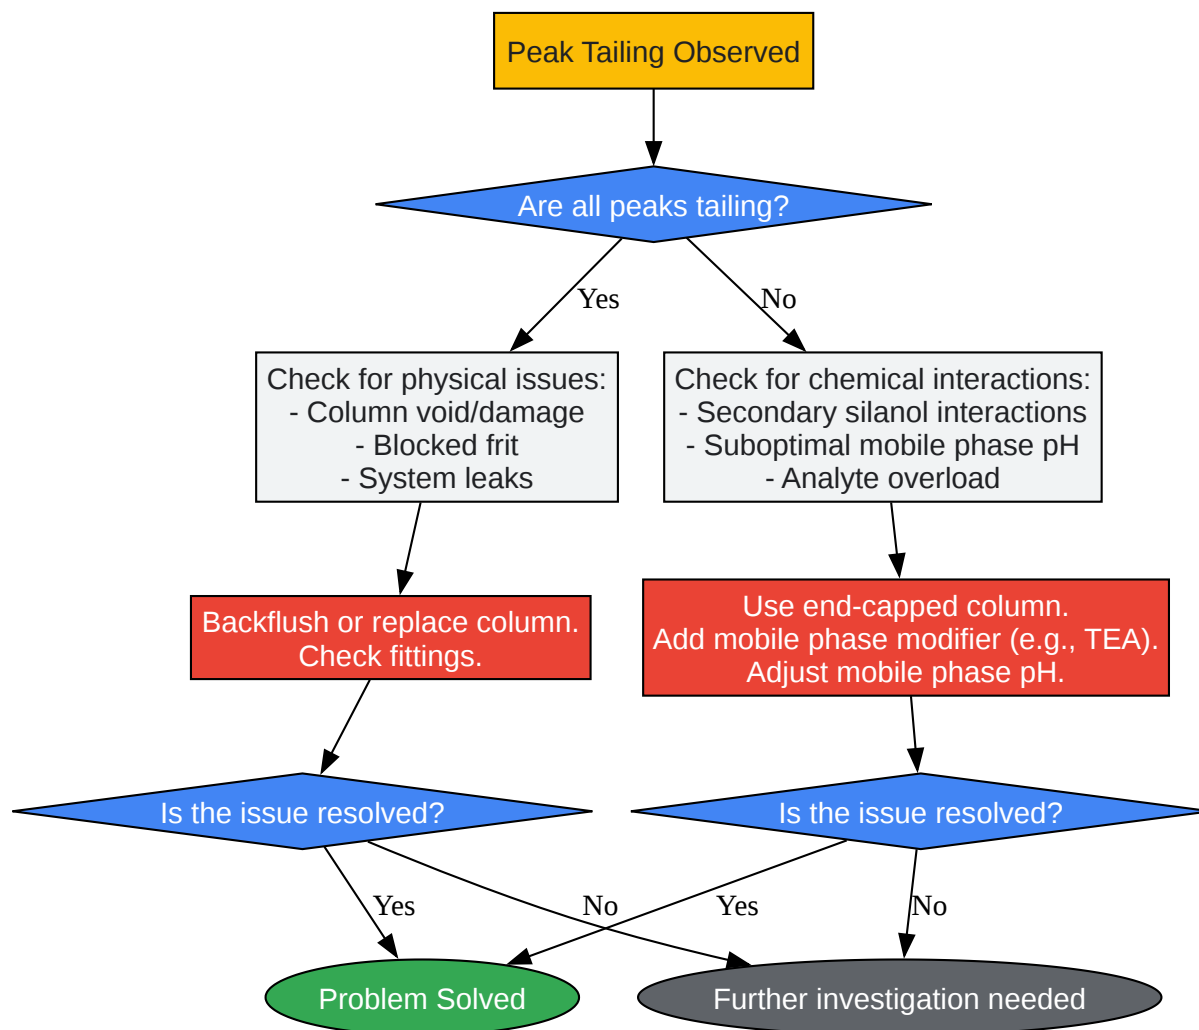 Peak Tailing Observed
Are all peaks tailing?
Yes
No
Check for physical issues:
- Column void/damage
- Blocked frit
- System leaks
Check for chemical interactions:
- Secondary silanol interactions
- Suboptimal mobile phase pH
- Analyte overload
Backflush or replace column.
Check fittings.
Use end-capped column.
Add mobile phase modifier (e.g., TEA).
Adjust mobile phase pH.
Is the issue resolved?
Is the issue resolved?
Yes
No
Yes
No
Problem Solved
Further investigation needed